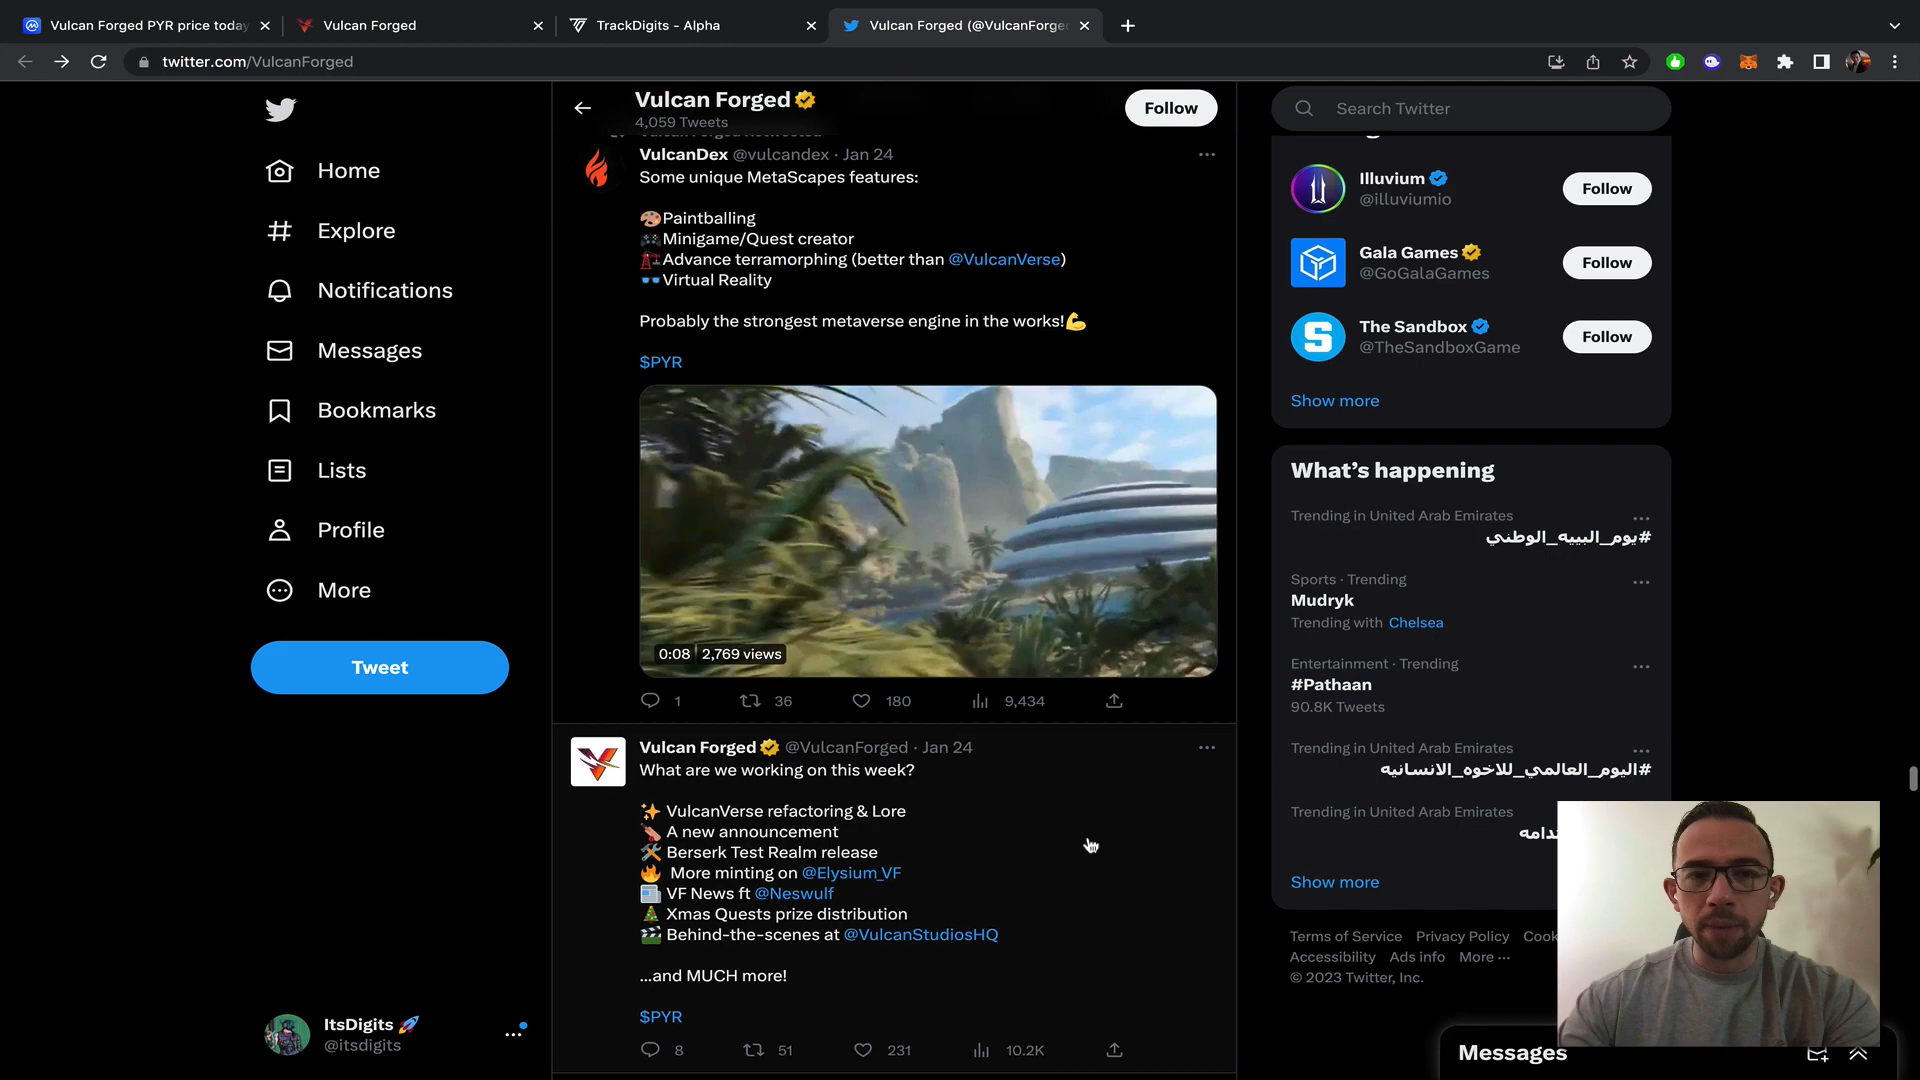 Vulcan Forged PYR price today
Vulcan Forged
TrackDigits - Alpha
Vulcan Forged (@VulcanForge
twitter.com/VulcanForged
Vulcan Forged
4,059 Tweets
Follow
Search Twitter
Home
Explore
Notifications
Messages
Bookmarks
Lists
Profile
More
Tweet
ItsDigits 🚀
@itsdigits
Vulcan Forged Retweeted
VulcanDex @vulcandex · Jan 24
Some unique MetaScapes features:
🎨Paintballing
🎮Minigame/Quest creator
🏗️Advance terramorphing (better than @VulcanVerse)
🕶️Virtual Reality
Probably the strongest metaverse engine in the works!💪
$PYR
0:08 2,769 views
1 36 180 9,434
Vulcan Forged @VulcanForged · Jan 24
What are we working on this week?
✨ VulcanVerse refactoring & Lore
A new announcement
🛠️ Berserk Test Realm release
🔥 More minting on @Elysium_VF
📰 VF News ft @Neswulf
🎄 Xmas Quests prize distribution
🎬 Behind-the-scenes at @VulcanStudiosHQ
...and MUCH more!
$PYR
8 51 231 10.2K
Illuvium
@illuviumio
Follow
Gala Games
@GoGalaGames
Follow
The Sandbox
@TheSandboxGame
Follow
Show more
What's happening
Trending in United Arab Emirates
#يوم_البييه_الوطني
Sports · Trending
Mudryk
Trending with Chelsea
Entertainment · Trending
#Pathaan
90.8K Tweets
Trending in United Arab Emirates
#اليوم_العالمي_للاخوه_الانسانيه
Trending in United Arab Emirates
Show more
Terms of Service Privacy Policy Cook
Accessibility Ads info More ···
© 2023 Twitter, Inc.
Messages